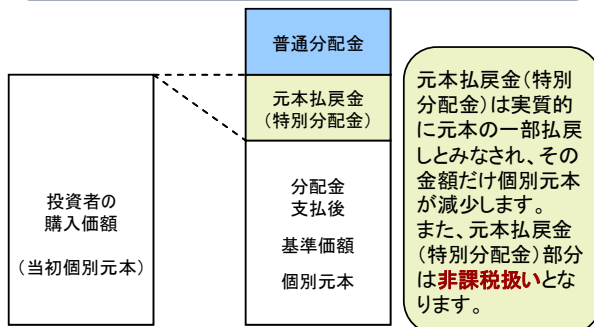 普通分配金
元本払戻金
（特別分配金）
投資者の
購入価額
（当初個別元本）
分配金
支払後
基準価額
個別元本
元本払戻金（特別
分配金）は実質的
に元本の一部払戻
しとみなされ、その
金額だけ個別元本
が減少します。
また、元本払戻金
（特別分配金）部分
は非課税扱いとな
ります。